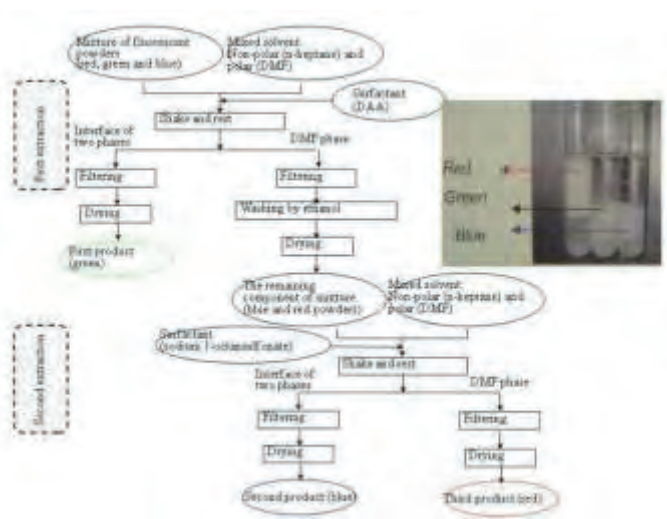 Mixture of fluorescent
powders
(red, green and blue)
Mixed solvent:
Non-polar (n-heptane) and
polar (DMF)
Surfactant
(DAA)
First extraction
Shake and rest
Interface of
two phases
DMF phase
Filtering
Filtering
Drying
Washing by ethanol
First product
(green)
Drying
Red
Green
Blue
The remaining
component of mixture
(blue and red powders)
Mixed solvent:
Non-polar (n-heptane) and
polar (DMF)
Surfactant
(sodium 1-octanesulfonate)
Second extraction
Shake and rest
Interface of
two phases
DMF phase
Filtering
Filtering
Drying
Drying
Second product (blue)
Third product (red)